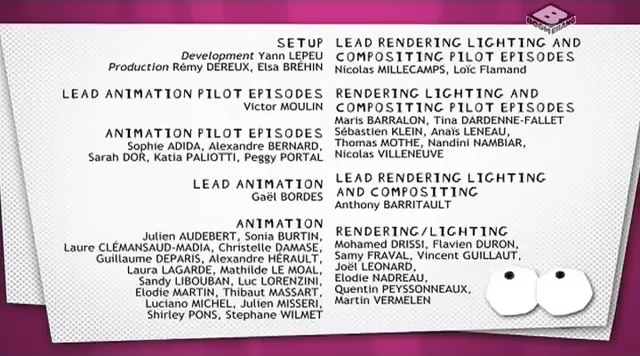 BOOMERANG
SETUP
Development Yann LEPEU
Production Rémy DEREUX, Elsa BRÉHIN
LEAD ANIMATION PILOT EPISODES
Victor MOULIN
ANIMATION PILOT EPISODES
Sophie ADIDA, Alexandre BERNARD,
Sarah DOR, Katia PALIOTTI, Peggy PORTAL
LEAD ANIMATION
Gaël BORDES
ANIMATION
Julien AUDEBERT, Sonia BURTIN,
Laure CLÉMANSAUD-MADIA, Christelle DAMASE,
Guillaume DEPARIS, Alexandre HÉRAULT,
Laura LAGARDE, Mathilde LE MOAL,
Sandy LIBOUBAN, Luc LORENZINI,
Elodie MARTIN, Thibaut MASSART,
Luciano MICHEL, Julien MISSERI,
Shirley PONS, Stephane WILMET
LEAD RENDERING LIGHTING AND
COMPOSITING PILOT EPISODES
Nicolas MILLECAMPS, Loïc Flamand
RENDERING LIGHTING AND
COMPOSITING PILOT EPISODES
Maris BARRALON, Tina DARDENNE-FALLET
Sébastien KLEIN, Anaïs LENEAU,
Thomas MOTHE, Nandini NAMBIAR,
Nicolas VILLENEUVE
LEAD RENDERING LIGHTING
AND COMPOSITING
Anthony BARRITAULT
RENDERING/LIGHTING
Mohamed DRISSI, Flavien DURON,
Samy FRAVAL, Vincent GUILLAUT,
Joël LEONARD,
Elodie NADREAU,
Quentin PEYSSONNEAUX,
Martin VERMELEN